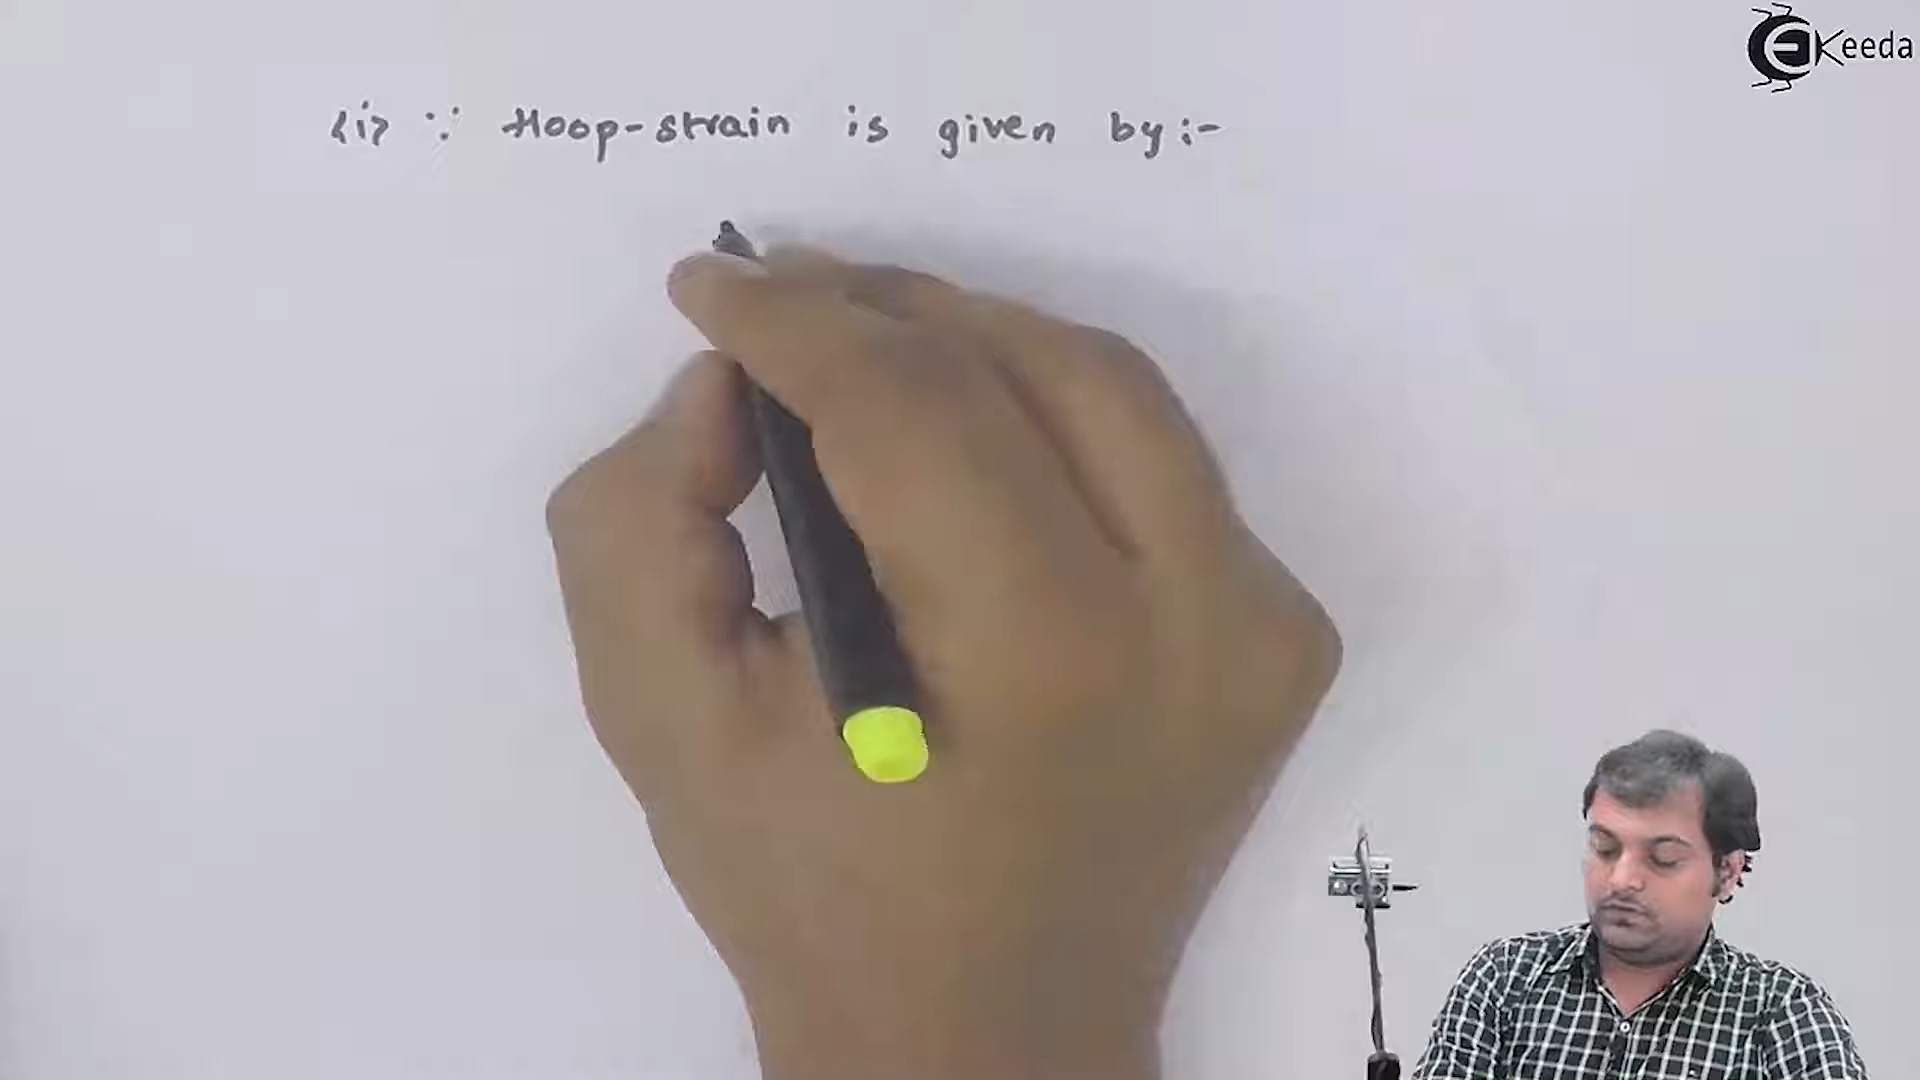 Keeda
<i> ∵ Hoop-strain is given by:-